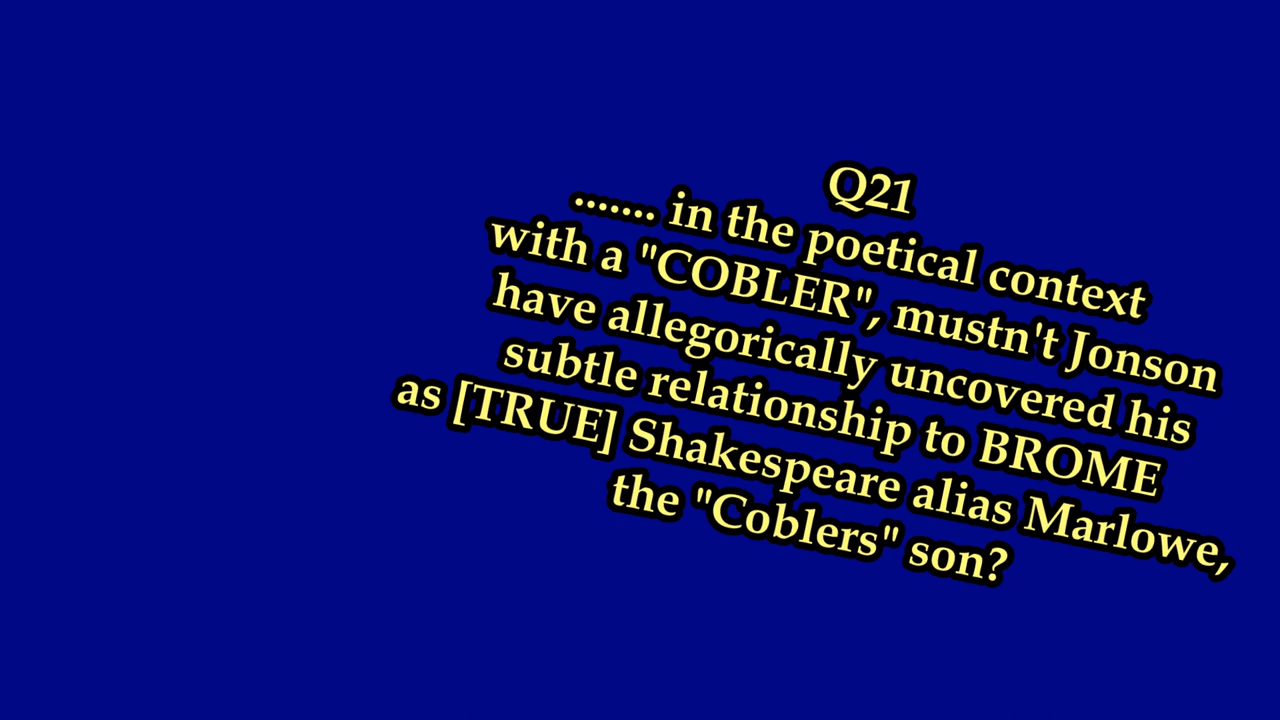 Q21
....... in the poetical context
with a "COBLER", mustn't Jonson
have allegorically uncovered his
subtle relationship to BROME
as [TRUE] Shakespeare alias Marlowe,
the "Coblers" son?